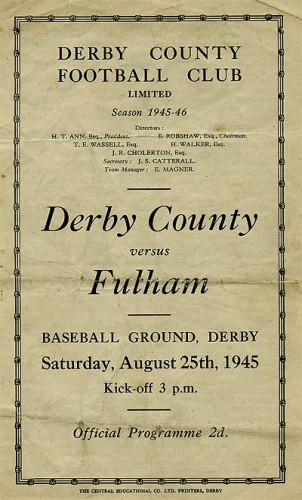 DERBY COUNTY
FOOTBALL CLUB
LIMITED
Season 1945-46
Directors:
H. T. ANN, Esq., President. B. ROBSHAW, Esq., Chairman.
T. E. WASSELL, Esq. H. WALKER, Esq.
J. R. CHOLERTON, Esq.
Secretary: J. S. CATTERALL.
Team Manager: E. MAGNER.
Derby County
versus
Fulham
BASEBALL GROUND, DERBY
Saturday, August 25th, 1945
Kick-off 3 p.m.
Official Programme 2d.
THE CENTRAL EDUCATIONAL CO. LTD. PRINTERS, DERBY